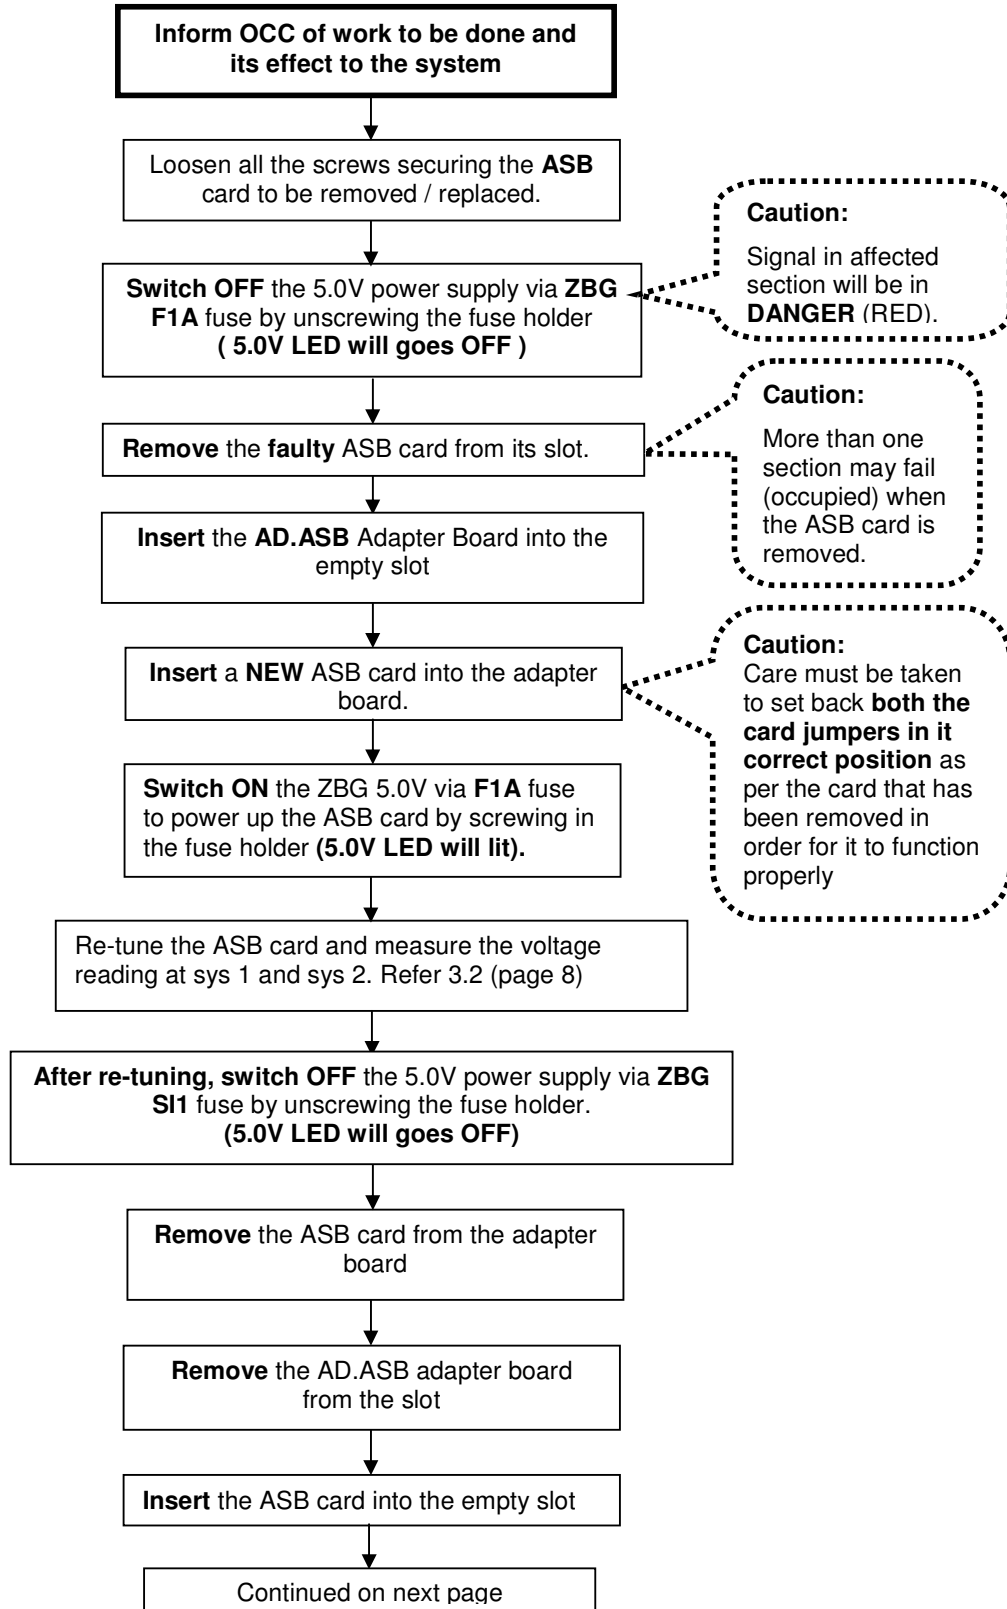 Inform OCC of work to be done and
its effect to the system
Loosen all the screws securing the ASB
card to be removed / replaced.
Caution:
Signal in affected
section will be in
DANGER (RED).
Switch OFF the 5.0V power supply via ZBG
F1A fuse by unscrewing the fuse holder
( 5.0V LED will goes OFF )
Caution:
More than one
section may fail
(occupied) when
the ASB card is
removed.
Remove the faulty ASB card from its slot.
Insert the AD.ASB Adapter Board into the
empty slot
Caution:
Care must be taken
to set back both the
card jumpers in it
correct position as
per the card that has
been removed in
order for it to function
properly
Insert a NEW ASB card into the adapter
board.
Switch ON the ZBG 5.0V via F1A fuse
to power up the ASB card by screwing in
the fuse holder (5.0V LED will lit).
Re-tune the ASB card and measure the voltage
reading at sys 1 and sys 2. Refer 3.2 (page 8)
After re-tuning, switch OFF the 5.0V power supply via ZBG
SI1 fuse by unscrewing the fuse holder.
(5.0V LED will goes OFF)
Remove the ASB card from the adapter
board
Remove the AD.ASB adapter board
from the slot
Insert the ASB card into the empty slot
Continued on next page